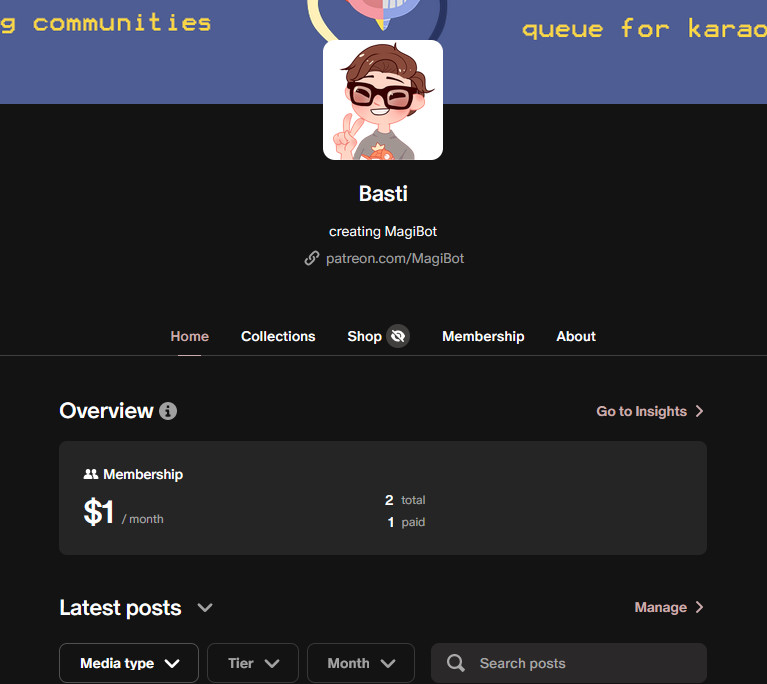 g communities
queue for karao
Basti
creating MagiBot
patreon.com/MagiBot
Home Collections Shop Membership About
Overview Go to Insights
Membership
$1 / month
2 total
1 paid
Latest posts Manage
Media type Tier Month Search posts